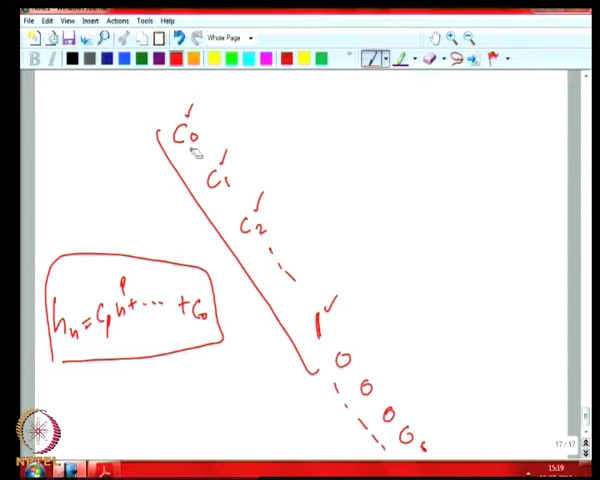 File Edit View Insert Actions Tools Help
Whole Page
B I
C0
C1
C2
hn = Cp n^p + ... + C0
1
0
0
0
0
17 / 17
NPTEL
15:19